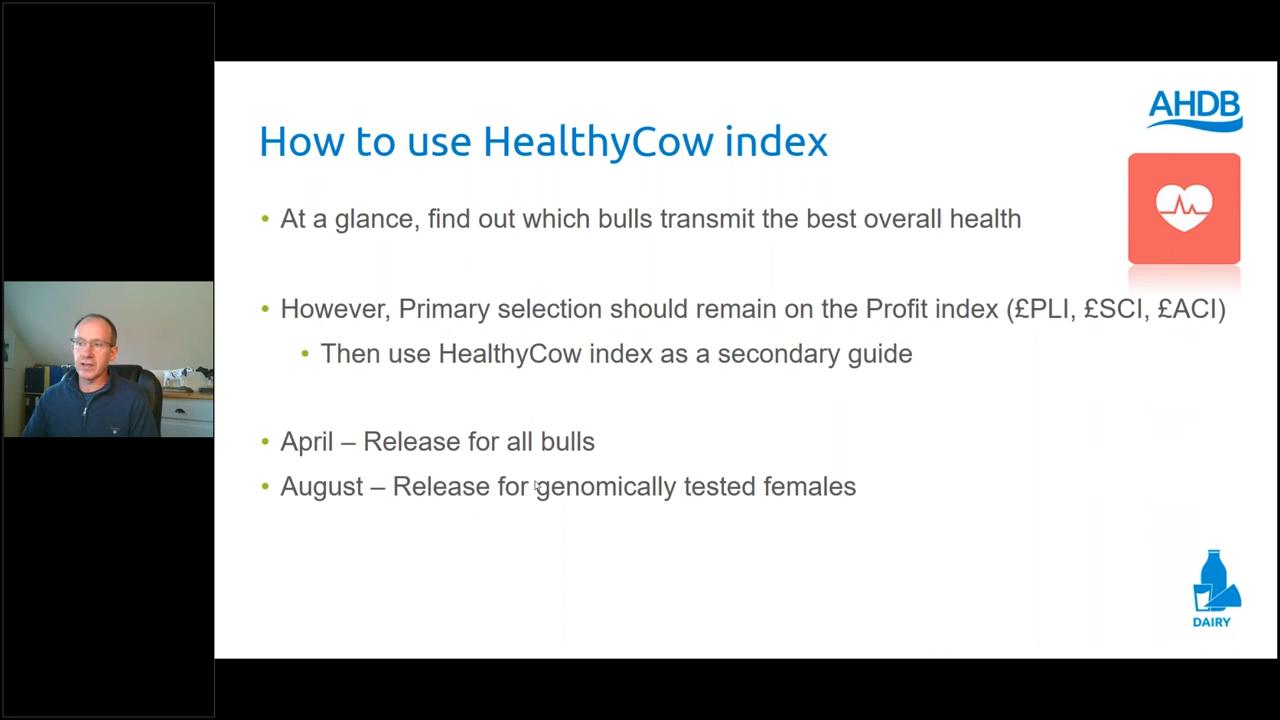 AHDB
How to use HealthyCow index
• At a glance, find out which bulls transmit the best overall health
• However, Primary selection should remain on the Profit index (£PLI, £SCI, £ACI)
• Then use HealthyCow index as a secondary guide
• April – Release for all bulls
• August – Release for genomically tested females
DAIRY